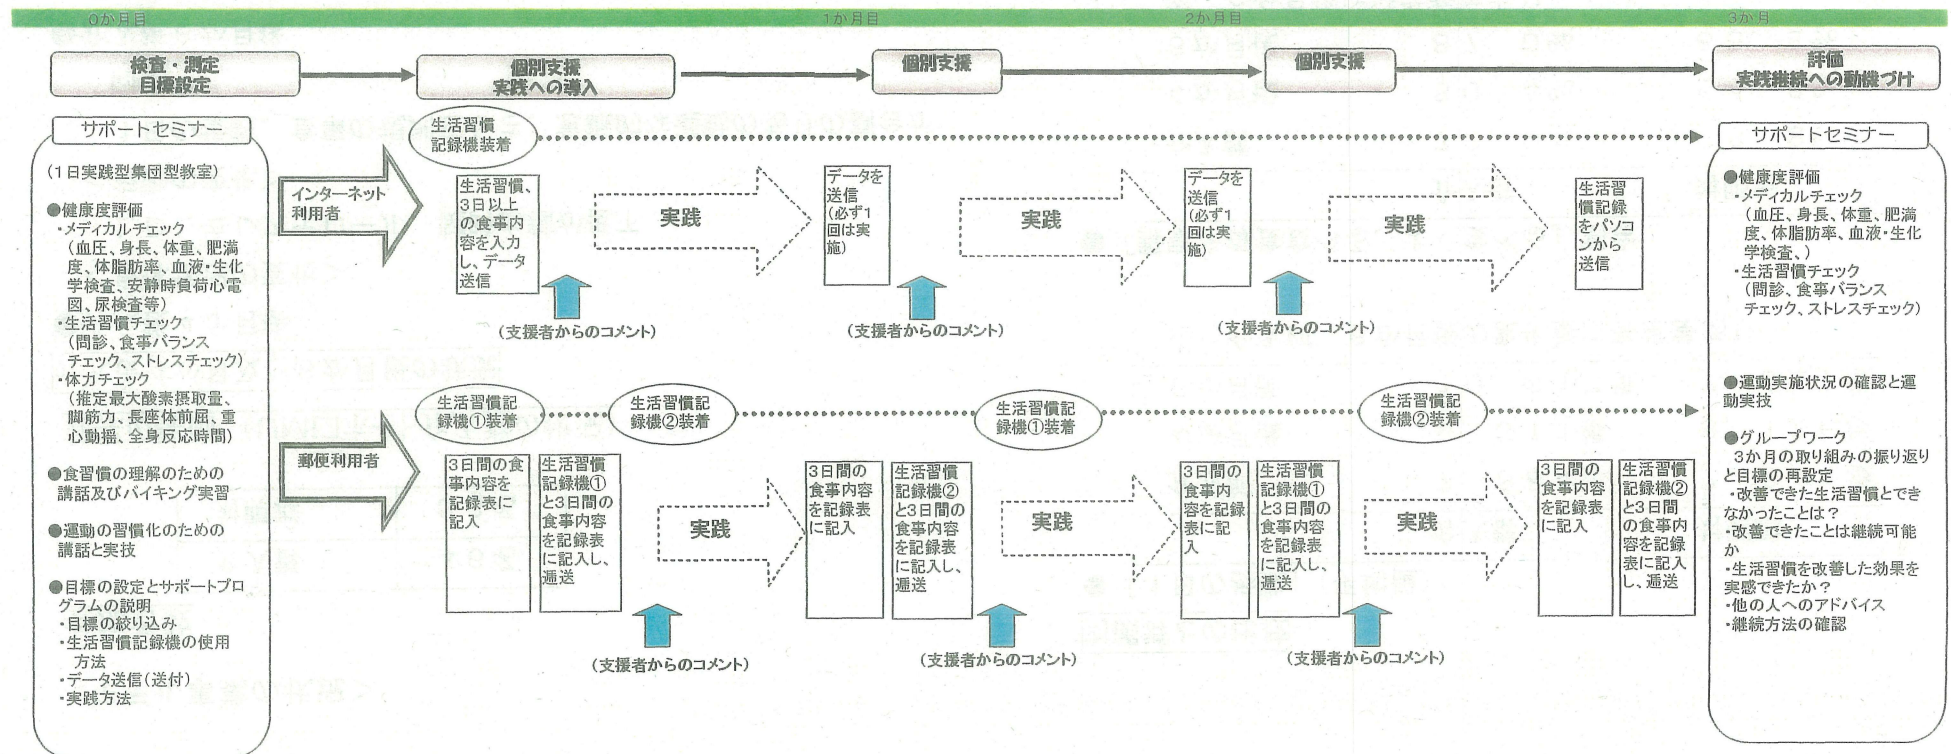 0か月目
1か月目
2か月目
3か月
検査・測定
目標設定
個別支援
実践への導入
個別支援
個別支援
評価
実践継続への動機づけ
サポートセミナー
(1日実践型集団型教室)
●健康度評価
・メディカルチェック
(血圧、身長、体重、肥満
度、体脂肪率、血液・生化
学検査、安静時負荷心電
図、尿検査等)
・生活習慣チェック
(問診、食事バランス
チェック、ストレスチェック)
・体力チェック
(推定最大酸素摂取量、
脚筋力、長座体前屈、重
心動揺、全身反応時間)
●食習慣の理解のための
講話及びバイキング実習
●運動の習慣化のための
講話と実技
●目標の設定とサポートプロ
グラムの説明
・目標の絞り込み
・生活習慣記録機の使用
方法
・データ送信(送付)
・実践方法
インターネット
利用者
生活習慣
記録機装着
生活習慣、
3日以上
の食事内
容を入力
し、データ
送信
実践
データを
送信
(必ず1
回は実
施)
実践
データを
送信
(必ず1
回は実
施)
実践
生活習
慣記録
をパソコ
ンから
送信
(支援者からのコメント)
(支援者からのコメント)
(支援者からのコメント)
郵便利用者
生活習慣記
録機①装着
生活習慣記
録機②装着
生活習慣記
録機①装着
生活習慣記
録機②装着
3日間の食
事内容を
記録表に
記入
生活習慣
記録機①
と3日間の
食事内容
を記録表
に記入し、
逓送
実践
3日間の
食事内容
を記録表
に記入
生活習慣
記録機②
と3日間の
食事内容
を記録表
に記入し、
逓送
実践
3日間の
食事内
容を記録
表に記
入
生活習慣
記録機①
と3日間の
食事内容
を記録表
に記入し、
逓送
実践
3日間の
食事内容
を記録表
に記入
生活習慣
記録機②
と3日間
の食事内
容を記録
表に記入
し、逓送
(支援者からのコメント)
(支援者からのコメント)
(支援者からのコメント)
サポートセミナー
●健康度評価
・メディカルチェック
(血圧、身長、体重、肥満
度、体脂肪率、血液・生化
学検査、)
・生活習慣チェック
(問診、食事バランス
チェック、ストレスチェック)
●運動実施状況の確認と運
動実技
●グループワーク
3か月の取り組みの振り返り
と目標の再設定
・改善できた生活習慣とでき
なかったことは?
・改善できたことは継続可能
か
・生活習慣を改善した効果を
実感できたか?
・他の人へのアドバイス
・継続方法の確認